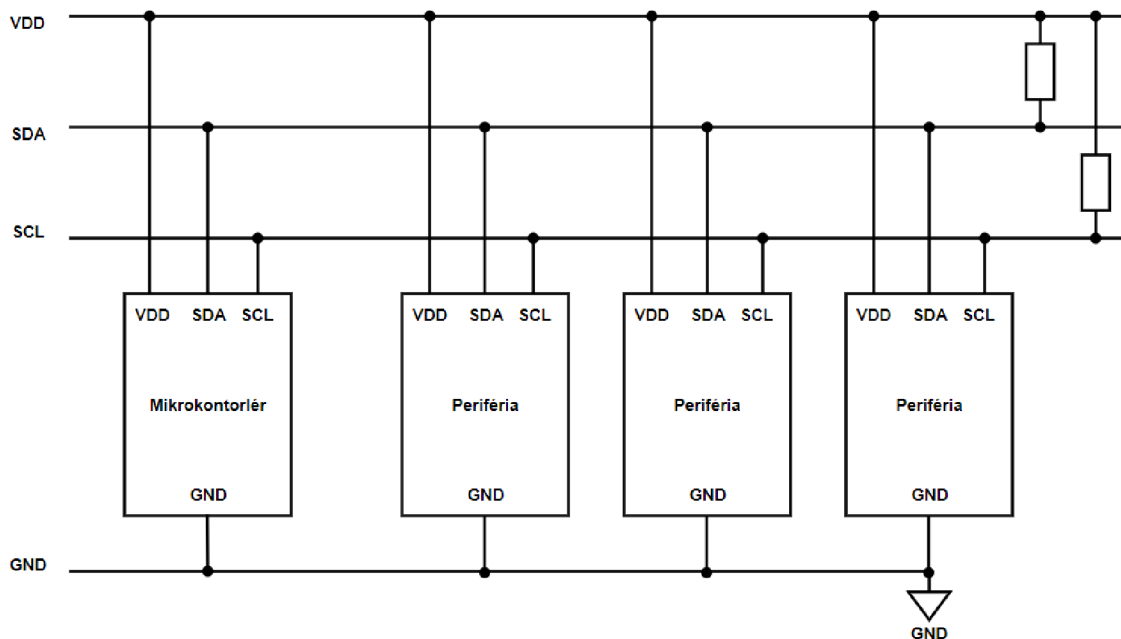 VDD
SDA
SCL
VDD SDA SCL
VDD SDA SCL
VDD SDA SCL
VDD SDA SCL
Mikrokontorlér
Periféria
Periféria
Periféria
GND
GND
GND
GND
GND
GND